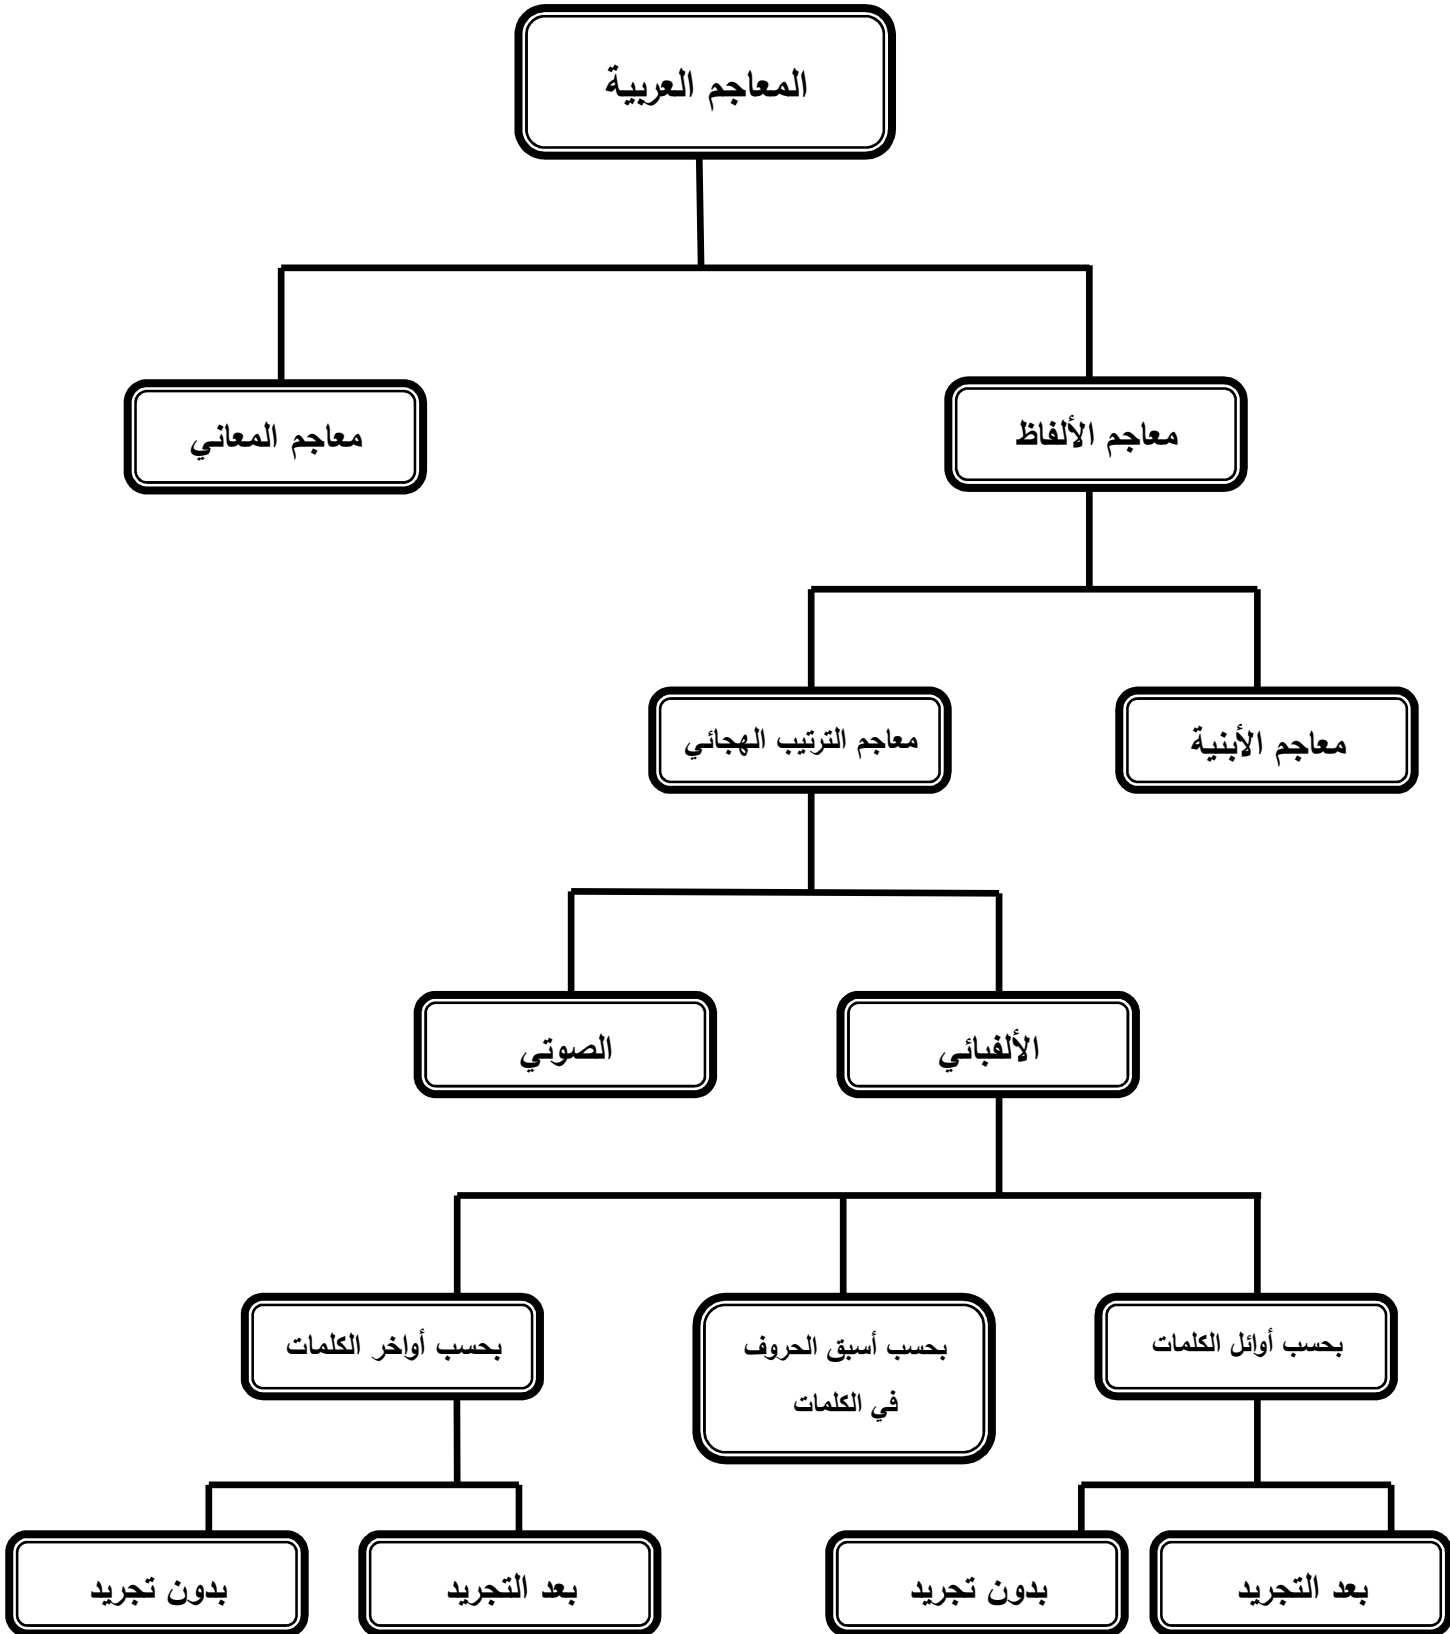 المعاجم العربية
معاجم الألفاظ
معاجم المعاني
معاجم الأبنية
معاجم الترتيب الهجائي
الألفبائي
الصوتي
بحسب أوائل الكلمات
بحسب أسبق الحروف
في الكلمات
بحسب أواخر الكلمات
بعد التجريد
بدون تجريد
بعد التجريد
بدون تجريد